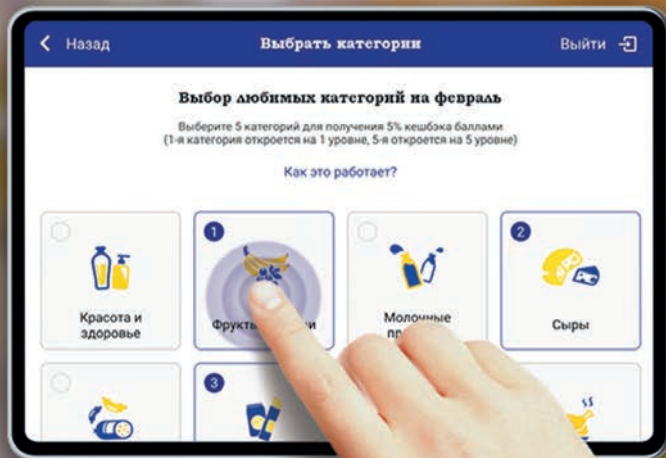 Назад
Выбрать категории
Выйти
Выбор любимых категорий на февраль
Выберите 5 категорий для получения 5% кешбэка баллами
(1-я категория откроется на 1 уровне, 5-я откроется на 5 уровне)
Как это работает?
1
2
Красота и
здоровье
Молочные
Сыры
3